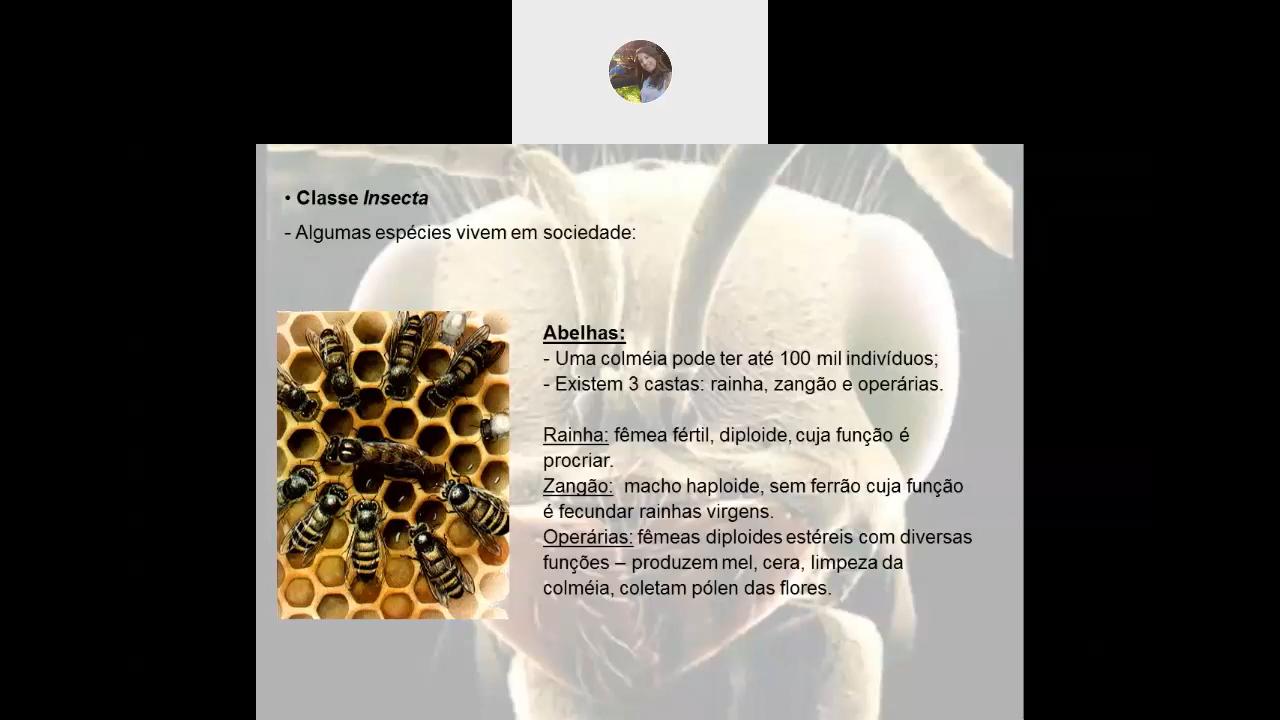 • Classe Insecta
- Algumas espécies vivem em sociedade:
Abelhas:
- Uma colméia pode ter até 100 mil indivíduos;
- Existem 3 castas: rainha, zangão e operárias.
Rainha: fêmea fértil, diploide, cuja função é
procriar.
Zangão: macho haploide, sem ferrão cuja função
é fecundar rainhas virgens.
Operárias: fêmeas diploides estéreis com diversas
funções – produzem mel, cera, limpeza da
colméia, coletam pólen das flores.